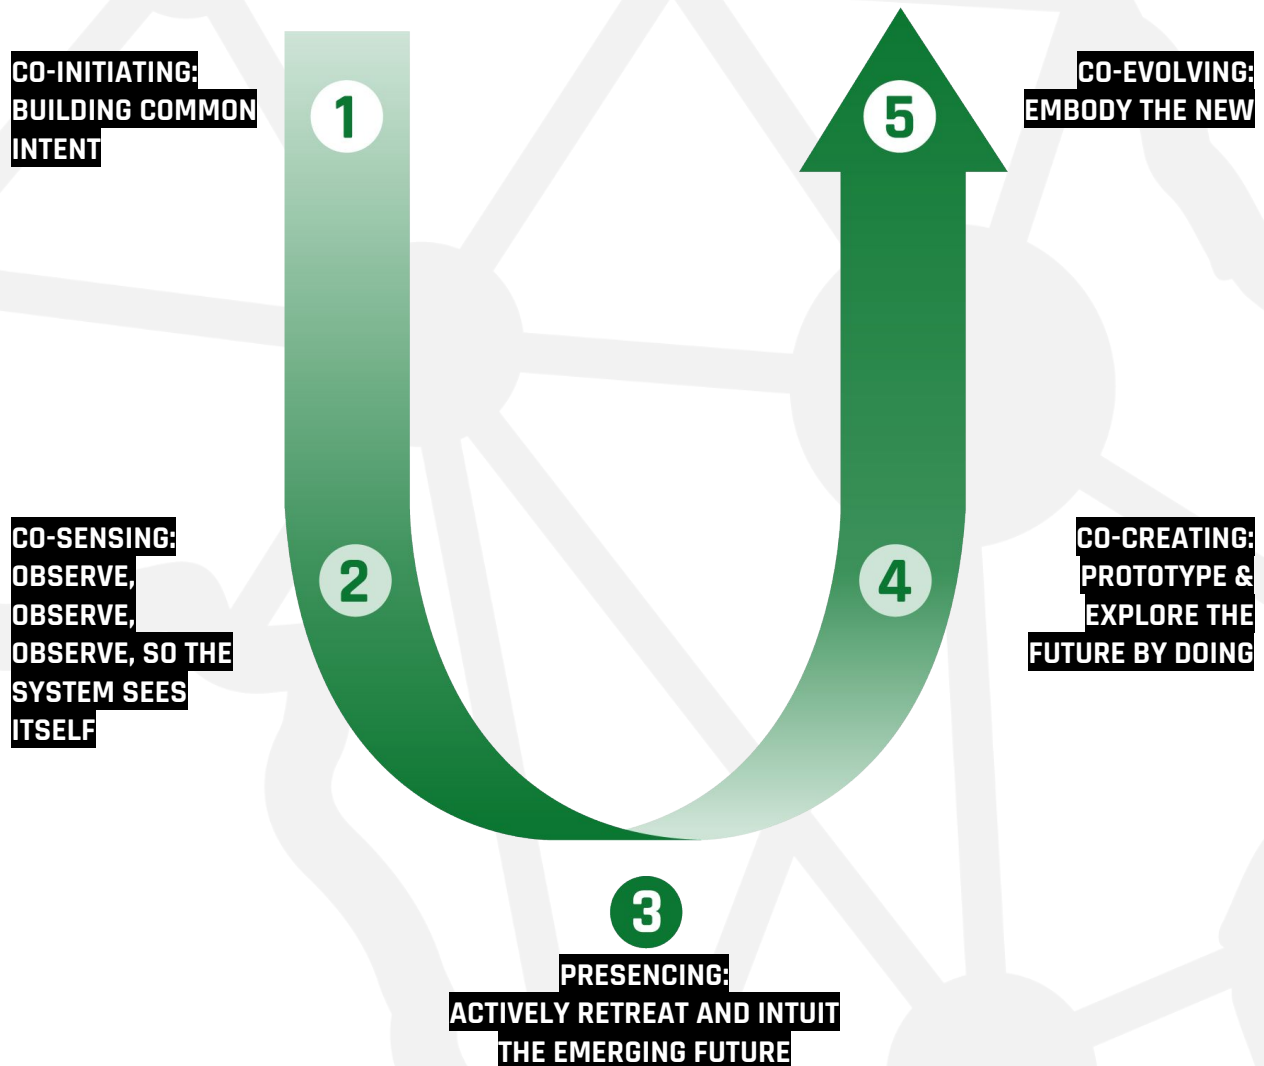 CO-INITIATING:
BUILDING COMMON
INTENT
1
CO-SENSING:
OBSERVE,
OBSERVE,
OBSERVE, SO THE
SYSTEM SEES
ITSELF
2
3
PRESENCING:
ACTIVELY RETREAT AND INTUIT
THE EMERGING FUTURE
4
CO-CREATING:
PROTOTYPE &
EXPLORE THE
FUTURE BY DOING
5
CO-EVOLVING:
EMBODY THE NEW